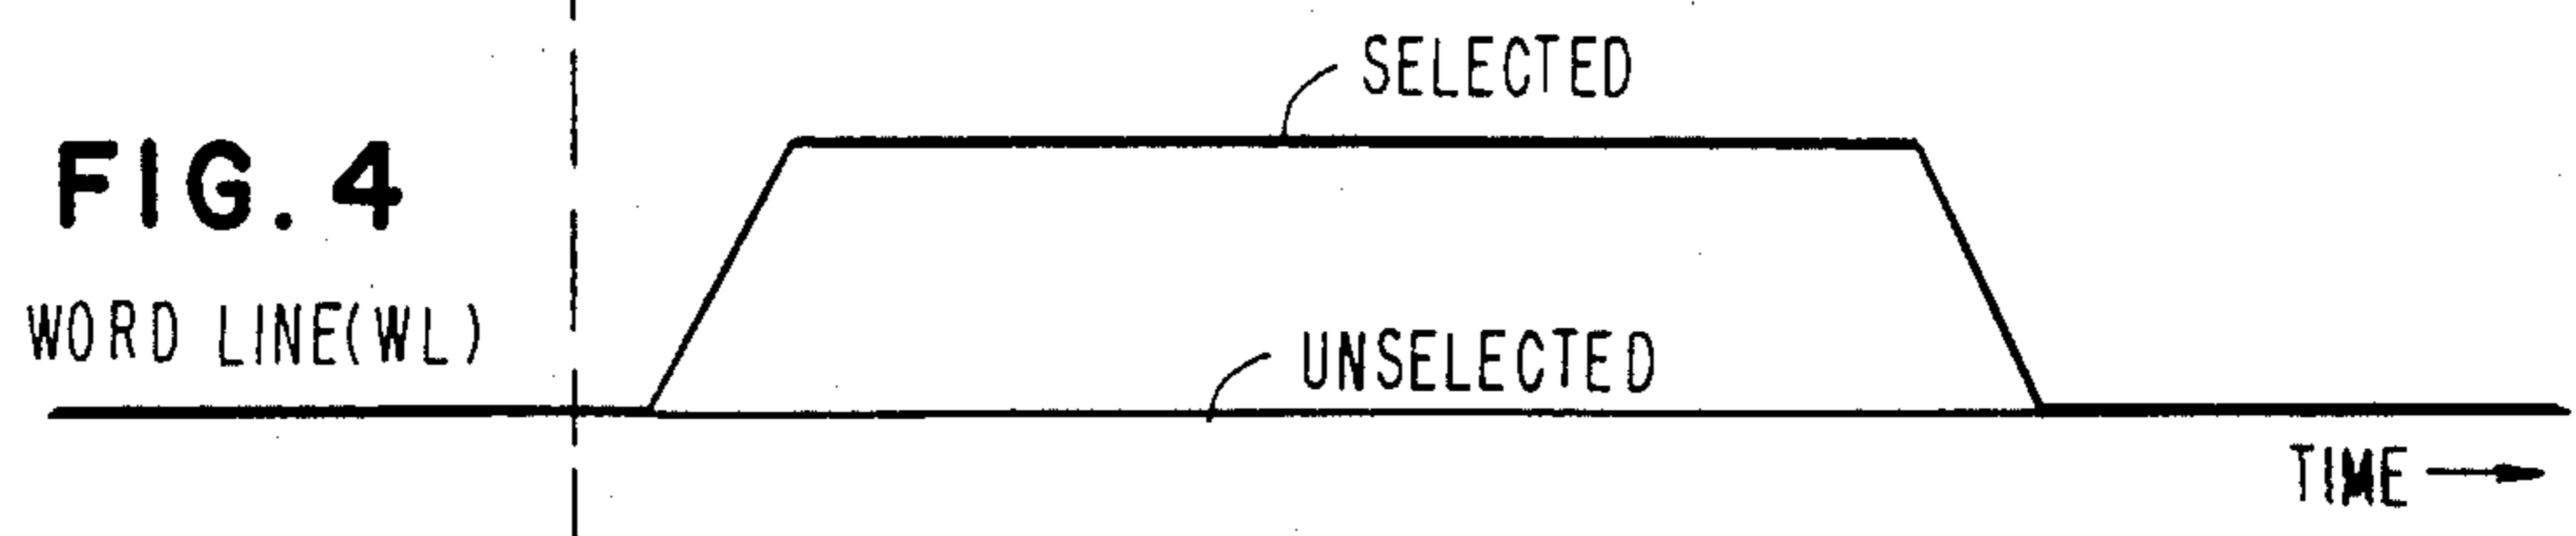 SELECTED
FIG. 4
WORD LINE(WL)
UNSELECTED
TIME